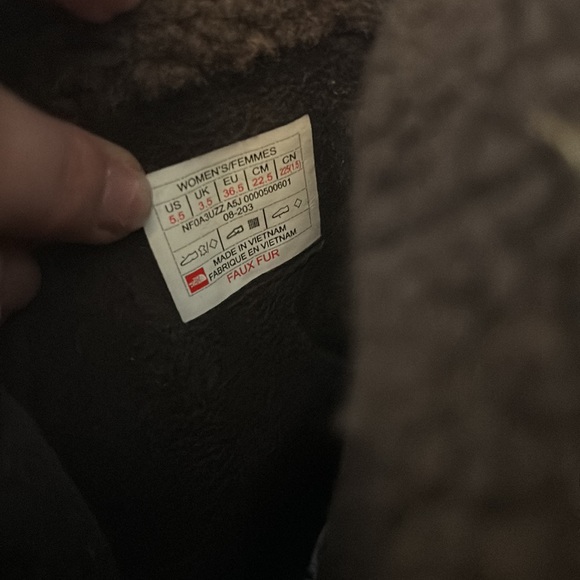 WOMEN'S/FEMMES
US UK EU CM CN
5.5 3.5 36.5 22.5 225(1.5)
NF0A3UZZ A5J 0000500601
08-203
MADE IN VIETNAM
FABRIQUE EN VIETNAM
FAUX FUR